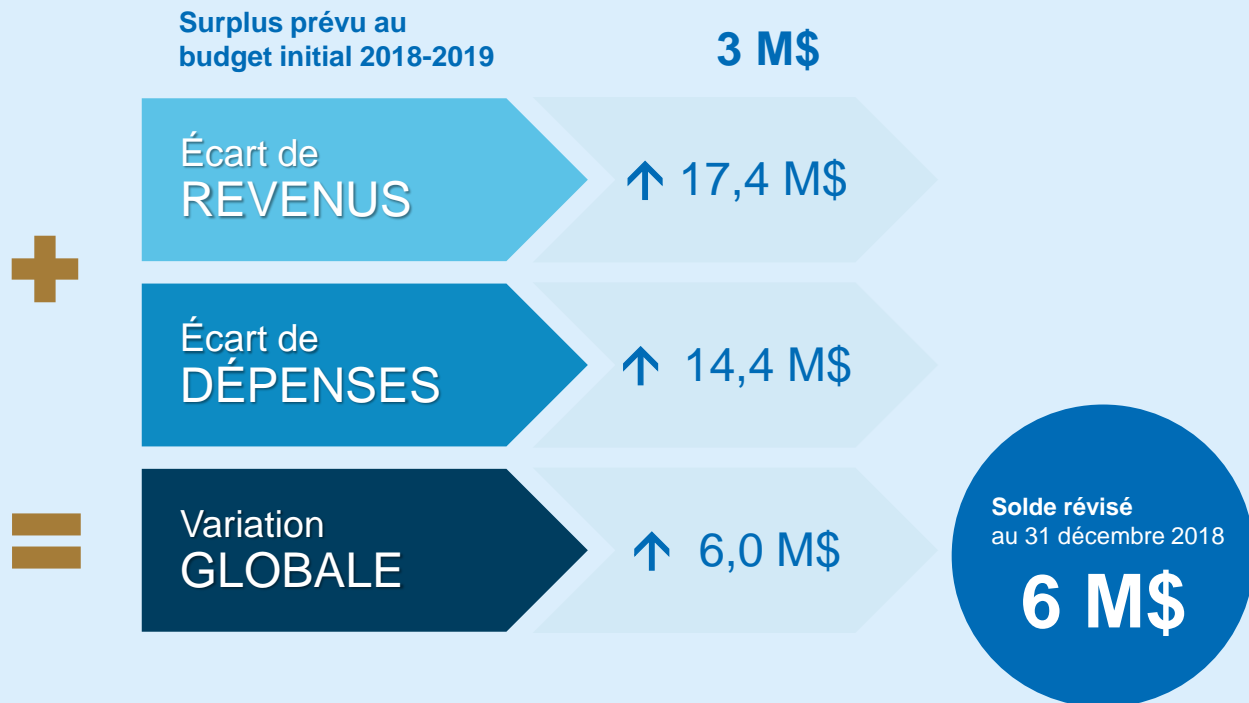 Surplus prévu au
budget initial 2018-2019
3 M$
Écart de
REVENUS
↑ 17,4 M$
Écart de
DÉPENSES
↑ 14,4 M$
Variation
GLOBALE
↑ 6,0 M$
Solde révisé
au 31 décembre 2018
6 M$